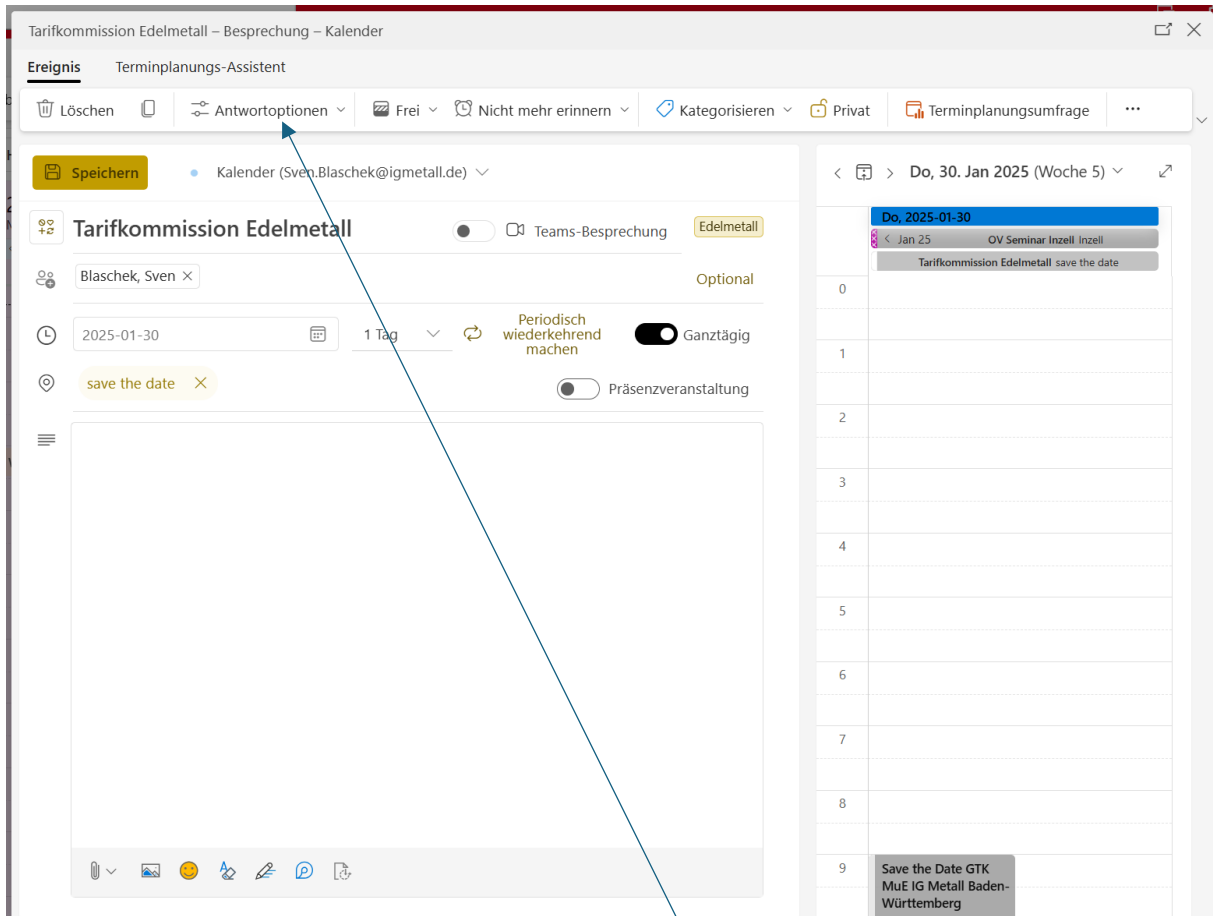 Tarifkommission Edelmetall – Besprechung – Kalender
Ereignis Terminplanungs-Assistent
Löschen Antwortoptionen Frei Nicht mehr erinnern Kategorisieren Privat Terminplanungsumfrage ...
Speichern Kalender (Sven.Blaschek@igmetall.de)
Tarifkommission Edelmetall Teams-Besprechung Edelmetall
Blaschek, Sven Optional
2025-01-30 1 Tag Periodisch
wiederkehrend
machen
Ganztägig
save the date Präsenzveranstaltung
Do, 30. Jan 2025 (Woche 5)
Do, 2025-01-30
Jan 25 OV Seminar Inzell Inzell
Tarifkommission Edelmetall save the date
0
1
2
3
4
5
6
7
8
9
Save the Date GTK
MuE IG Metall Baden-
Württemberg